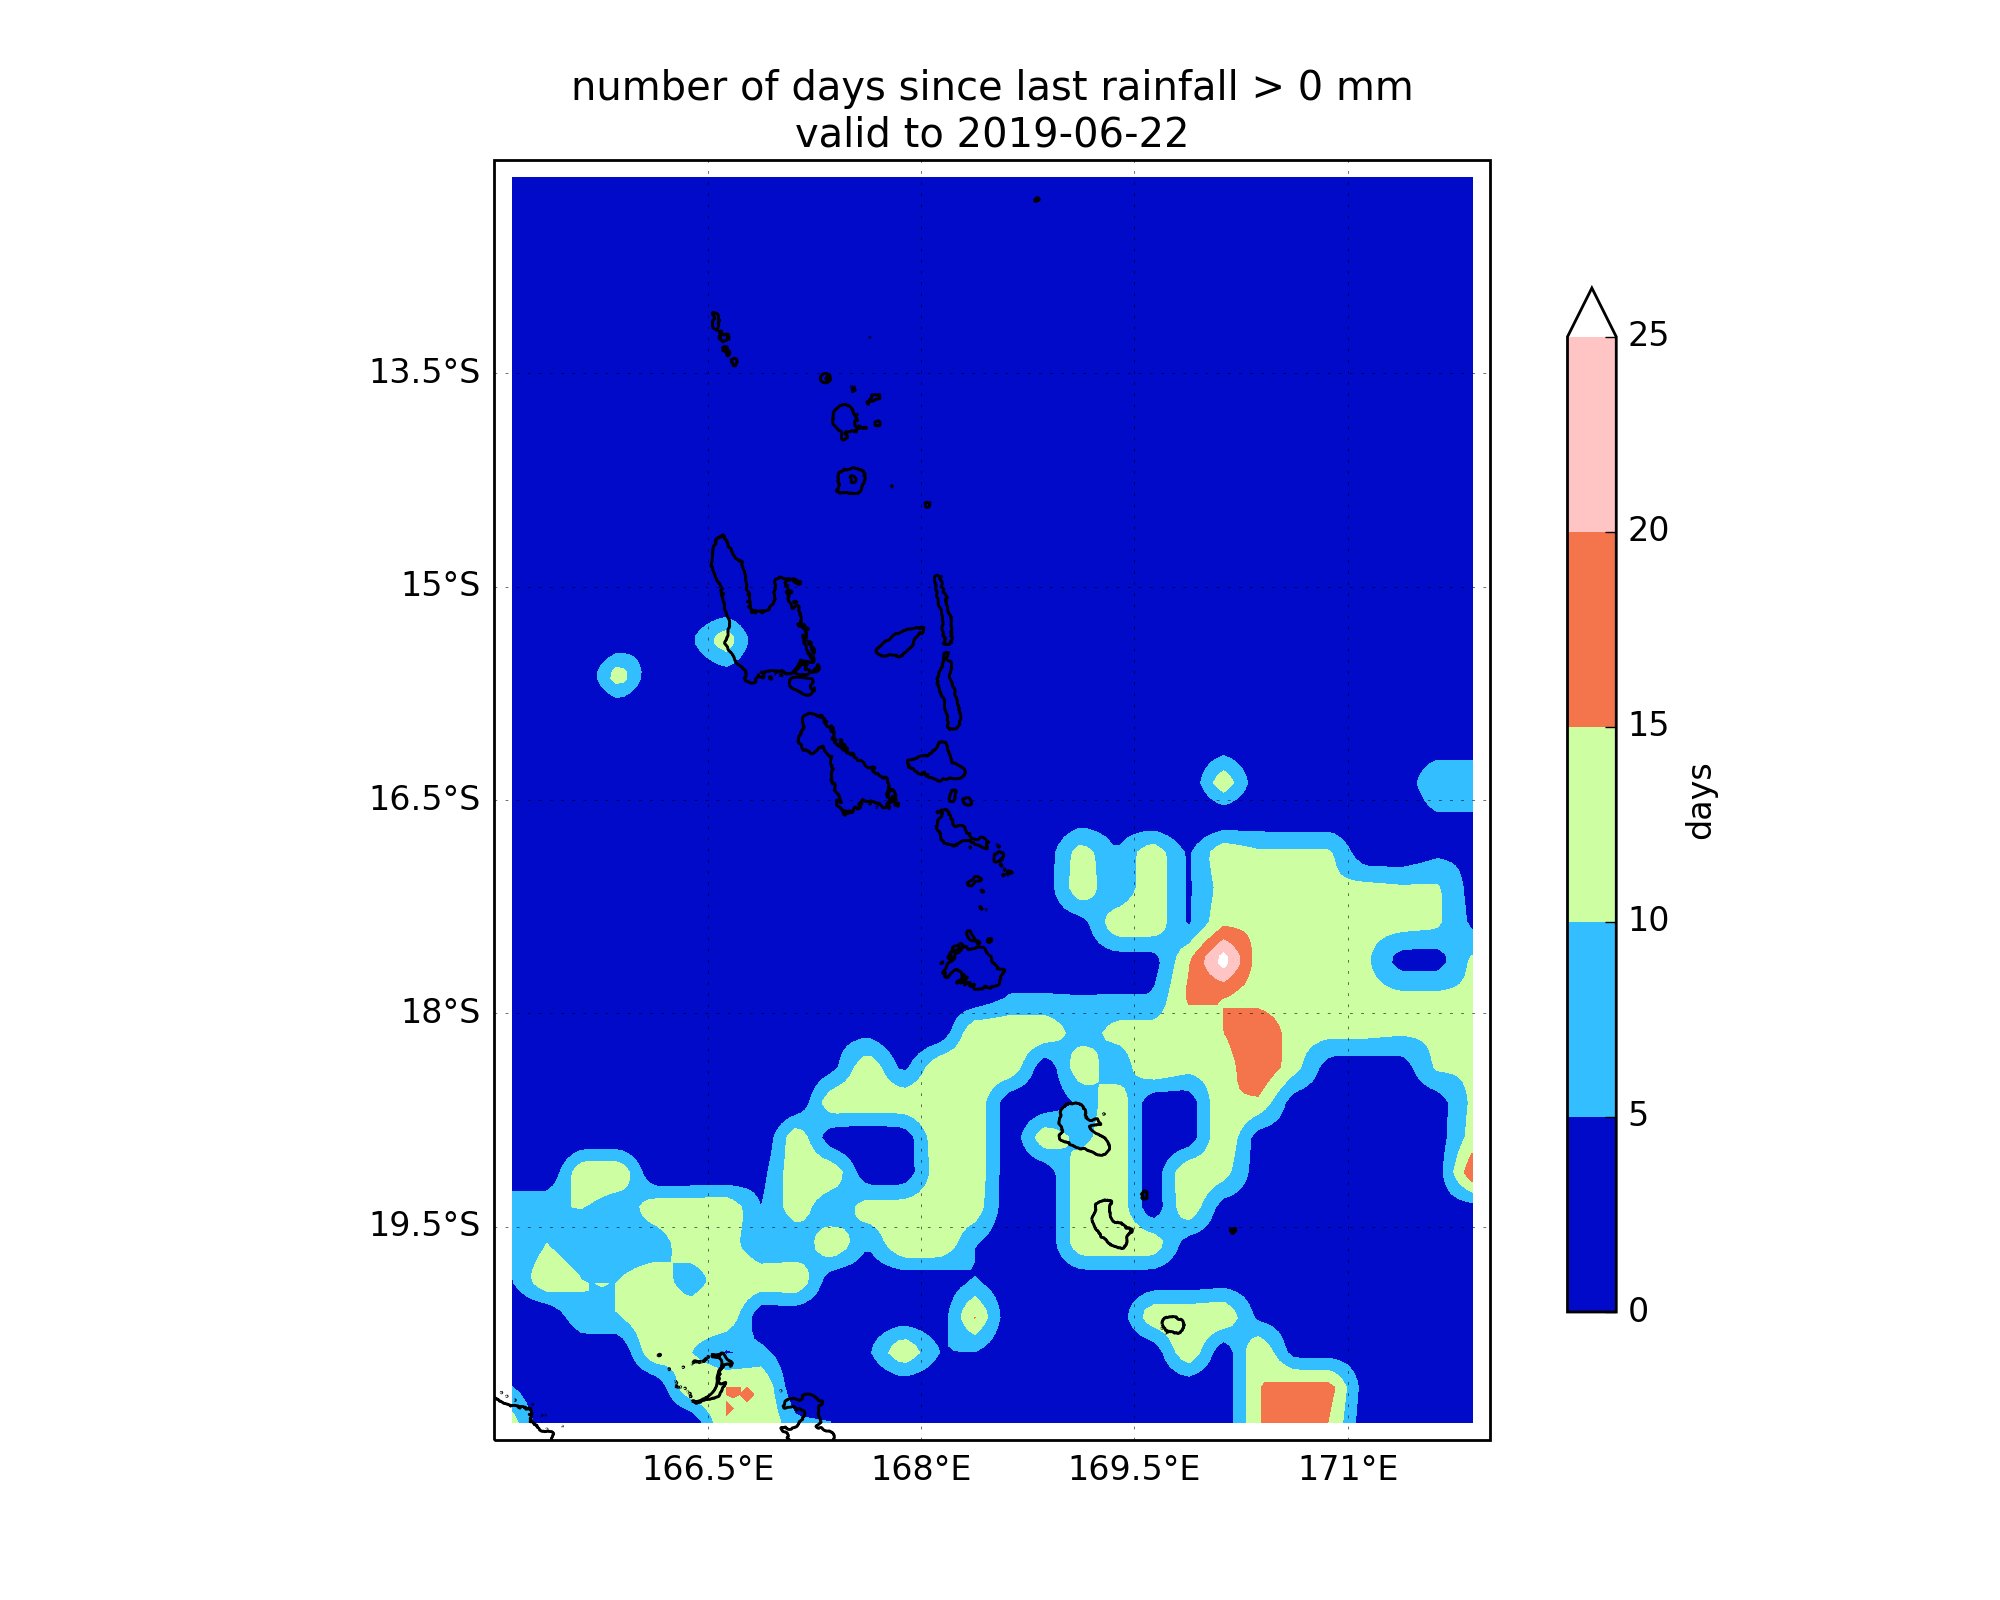 number of days since last rainfall > 0 mm
valid to 2019-06-22
13.5°S
15°S
16.5°S
18°S
19.5°S
166.5°E
168°E
169.5°E
171°E
25
20
15
10
5
0
days